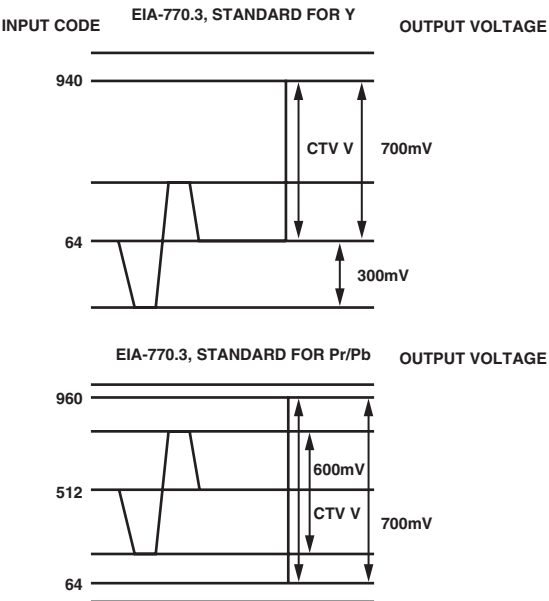 EIA-770.3, STANDARD FOR Y
INPUT CODE
OUTPUT VOLTAGE
940
CTV V
700mV
64
300mV
EIA-770.3, STANDARD FOR Pr/Pb
OUTPUT VOLTAGE
960
600mV
512
CTV V
700mV
64